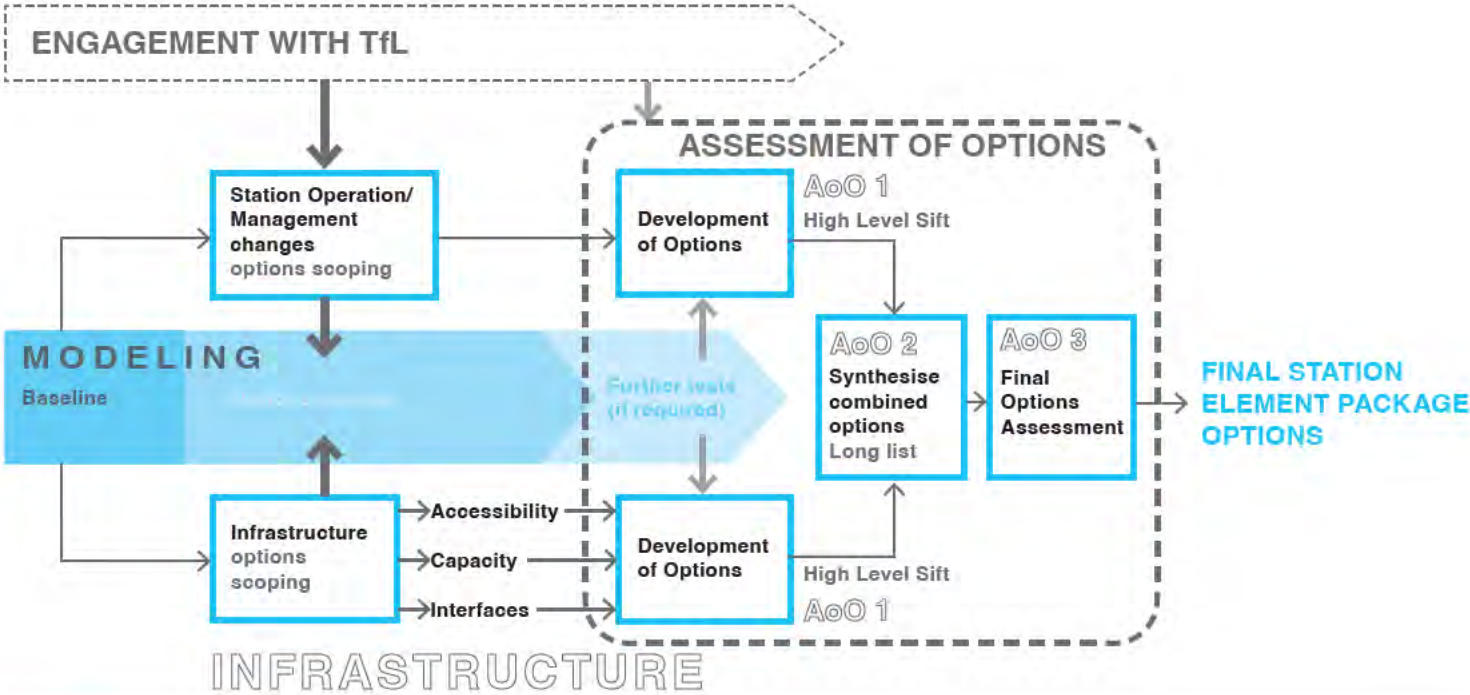 ENGAGEMENT WITH TfL
ASSESSMENT OF OPTIONS
Station Operation/
Management
changes
options scoping
Development
of Options
AoO 1
High Level Sift
MODELING
Baseline
Further tests
(if required)
AoO 2
Synthesise
combined
options
Long list
AoO 3
Final
Options
Assessment
FINAL STATION
ELEMENT PACKAGE
OPTIONS
Infrastructure
options
scoping
Accessibility
Capacity
Interfaces
Development
of Options
High Level Sift
AoO 1
INFRASTRUCTURE